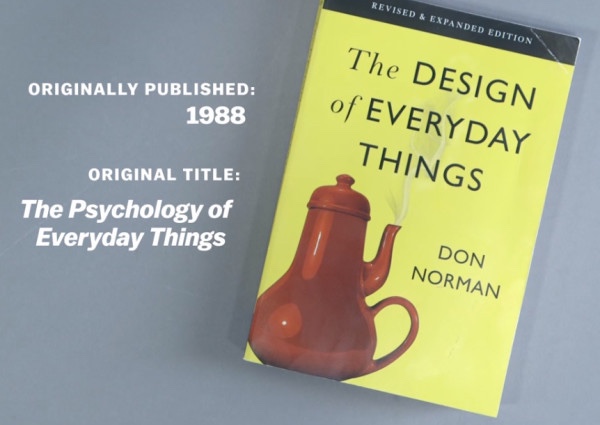 ORIGINALLY PUBLISHED:
1988
ORIGINAL TITLE:
The Psychology of
Everyday Things
REVISED & EXPANDED EDITION
The DESIGN
of EVERYDAY
THINGS
DON
NORMAN